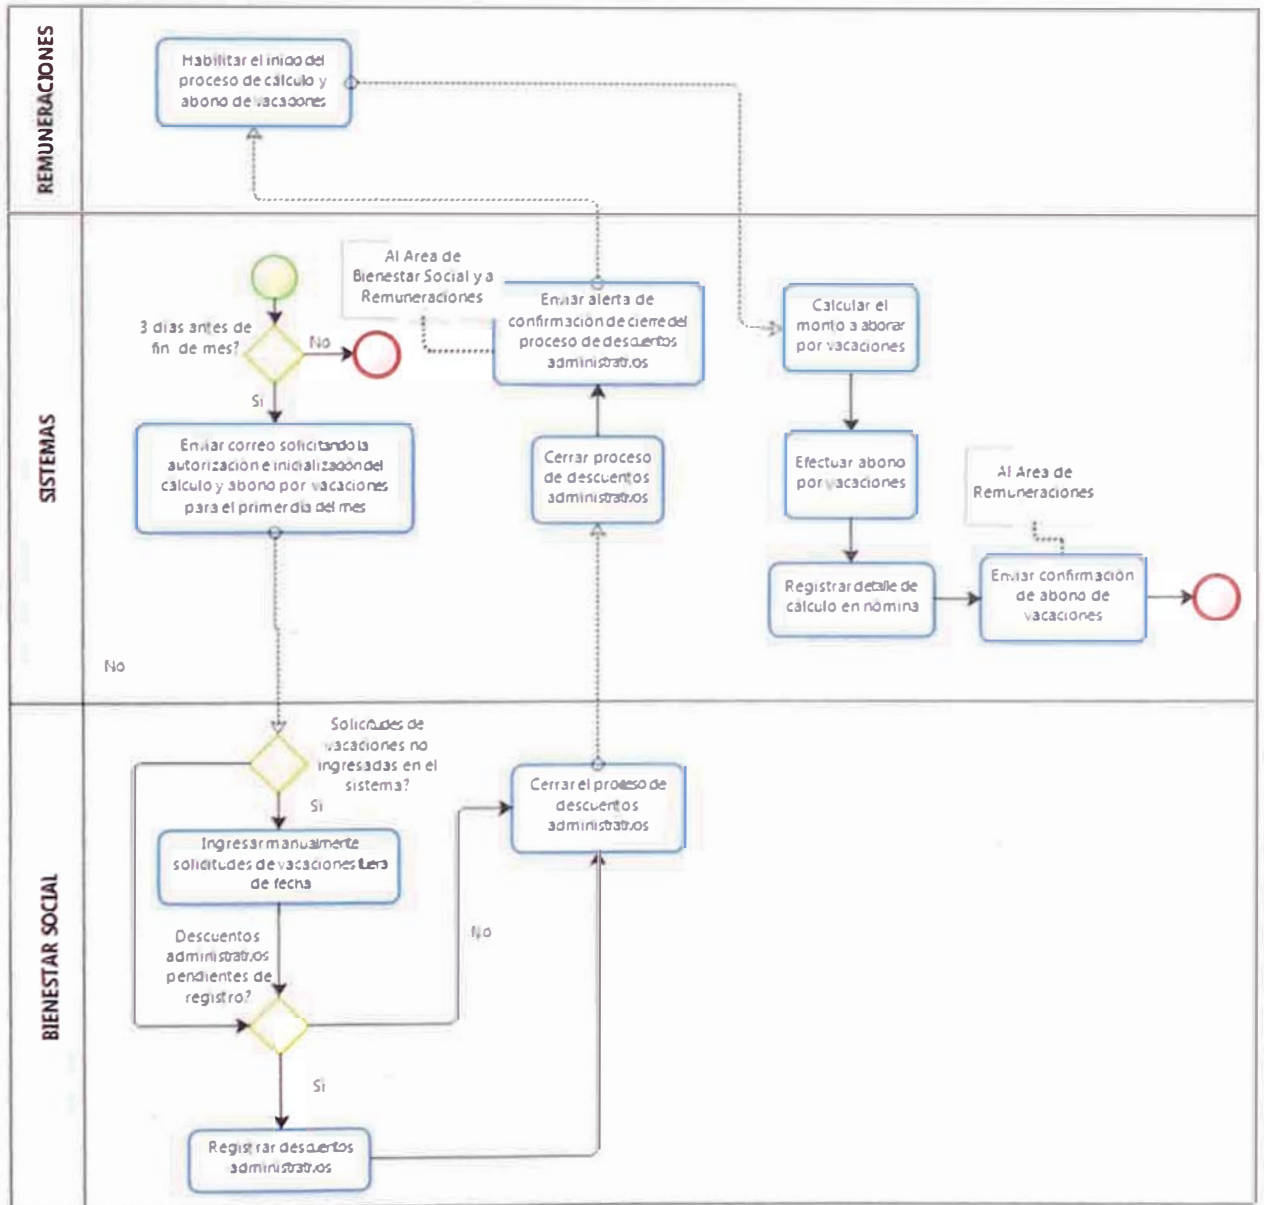 REMUNERACIONES
Habilitar el inicio del
proceso de cálculo y
abono de vacaciones
SISTEMAS
3 días antes de
fin de mes?
No
Si
Enviar correo solicitando la
autorización e inicialización del
cálculo y abono por vacaciones
para el primer día del mes
Al Area de
Bienestar Social y a
Remuneraciones
Enviar alerta de
confirmación de cierre del
proceso de descuentos
administrativos
Cerrar proceso
de descuentos
administrativos
Calcular el
monto a abonar
por vacaciones
Efectuar abono
por vacaciones
Registrar detalle de
cálculo en nómina
Al Area de
Remuneraciones
Enviar confirmación
de abono de
vacaciones
No
BIENESTAR SOCIAL
Solicitudes de
vacaciones no
ingresadas en el
sistema?
Si
Ingresar manualmente
solicitudes de vacaciones fuera
de fecha
Descuentos
administrativos
pendientes de
registro?
No
Si
Registrar descuentos
administrativos
Cerrar el proceso de
descuentos
administrativos